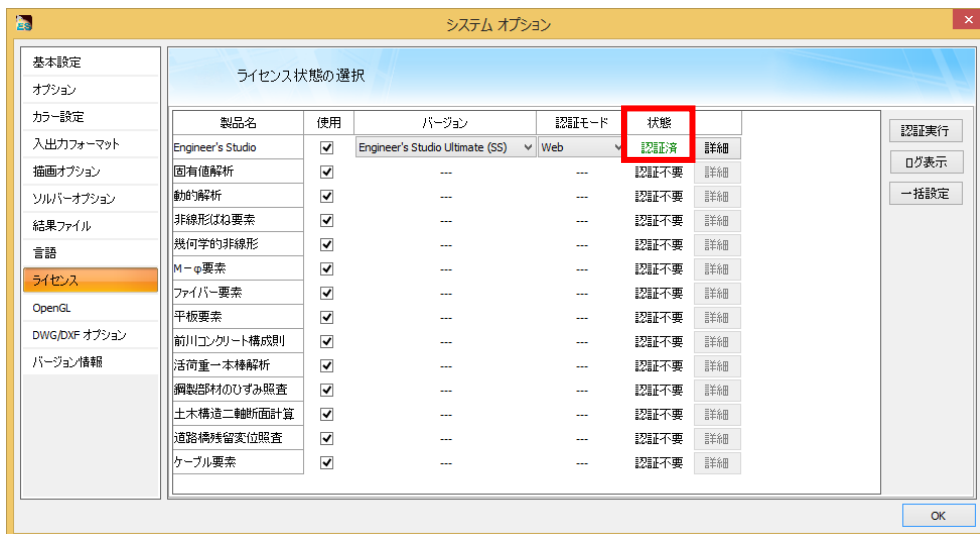 ES
システム オプション
基本設定
オプション
カラー設定
入出力フォーマット
描画オプション
ソルバーオプション
結果ファイル
言語
ライセンス
OpenGL
DWG/DXF オプション
バージョン情報
ライセンス状態の選択
製品名 使用 バージョン 認証モード 状態
Engineer's Studio Engineer's Studio Ultimate (SS) Web 認証済 詳細
固有値解析 --- --- 認証不要 詳細
動的解析 --- --- 認証不要 詳細
非線形ばね要素 --- --- 認証不要 詳細
幾何学的非線形 --- --- 認証不要 詳細
M－φ要素 --- --- 認証不要 詳細
ファイバー要素 --- --- 認証不要 詳細
平板要素 --- --- 認証不要 詳細
前川コンクリート構成則 --- --- 認証不要 詳細
活荷重一本棒解析 --- --- 認証不要 詳細
鋼製部材のひずみ照査 --- --- 認証不要 詳細
土木構造二軸断面計算 --- --- 認証不要 詳細
道路橋残留変位照査 --- --- 認証不要 詳細
ケーブル要素 --- --- 認証不要 詳細
認証実行
ログ表示
一括設定
OK